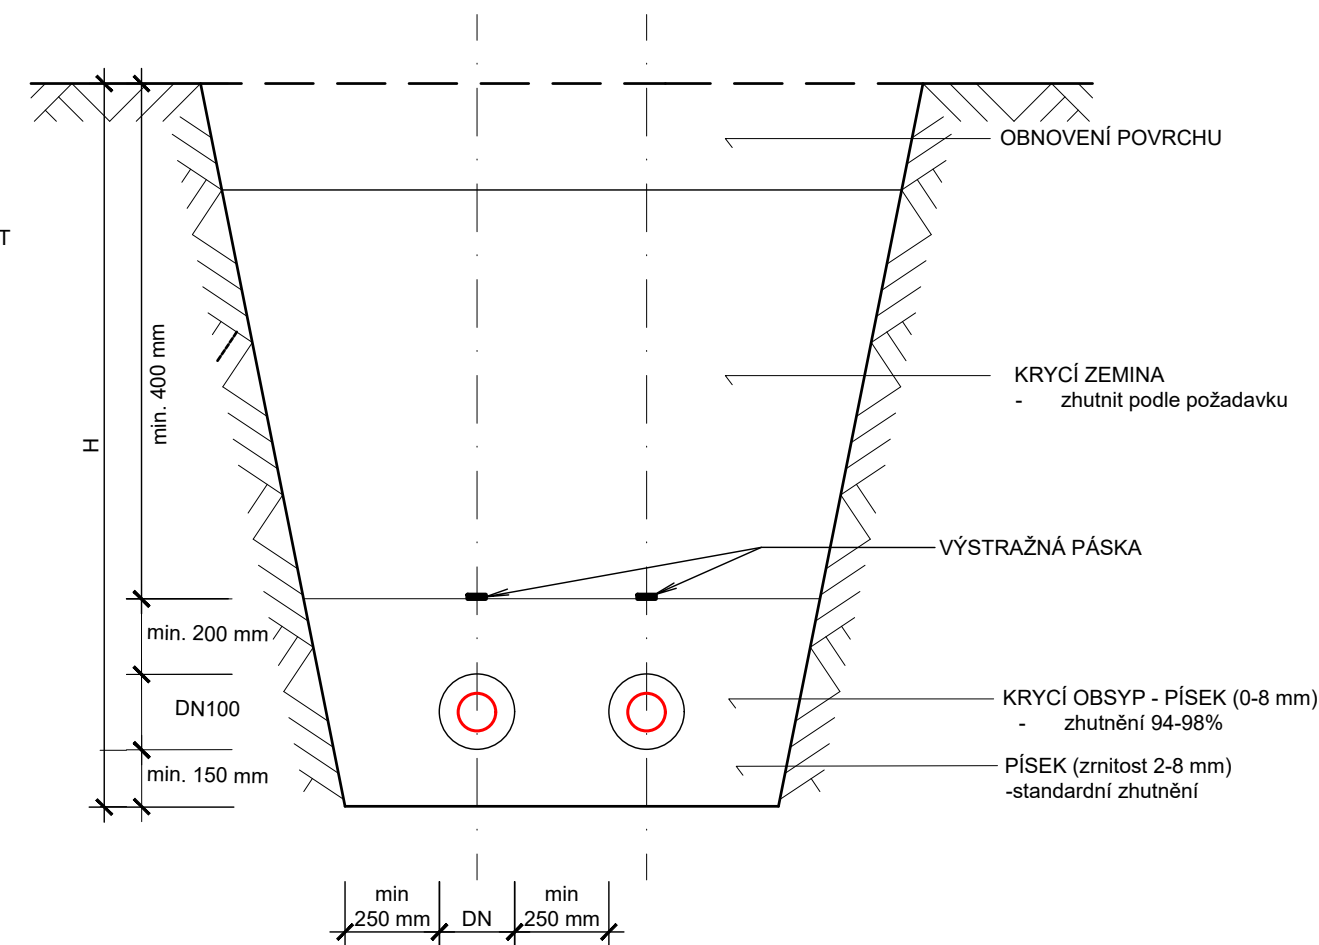 OBNOVENÍ POVRCHU
T
min. 400 mm
H
KRYCÍ ZEMINA
- zhutnit podle požadavku
VÝSTRAŽNÁ PÁSKA
min. 200 mm
DN100
KRYCÍ OBSYP - PÍSEK (0-8 mm)
- zhutnění 94-98%
min. 150 mm
PÍSEK (zrnitost 2-8 mm)
-standardní zhutnění
min
250 mm
DN
min
250 mm